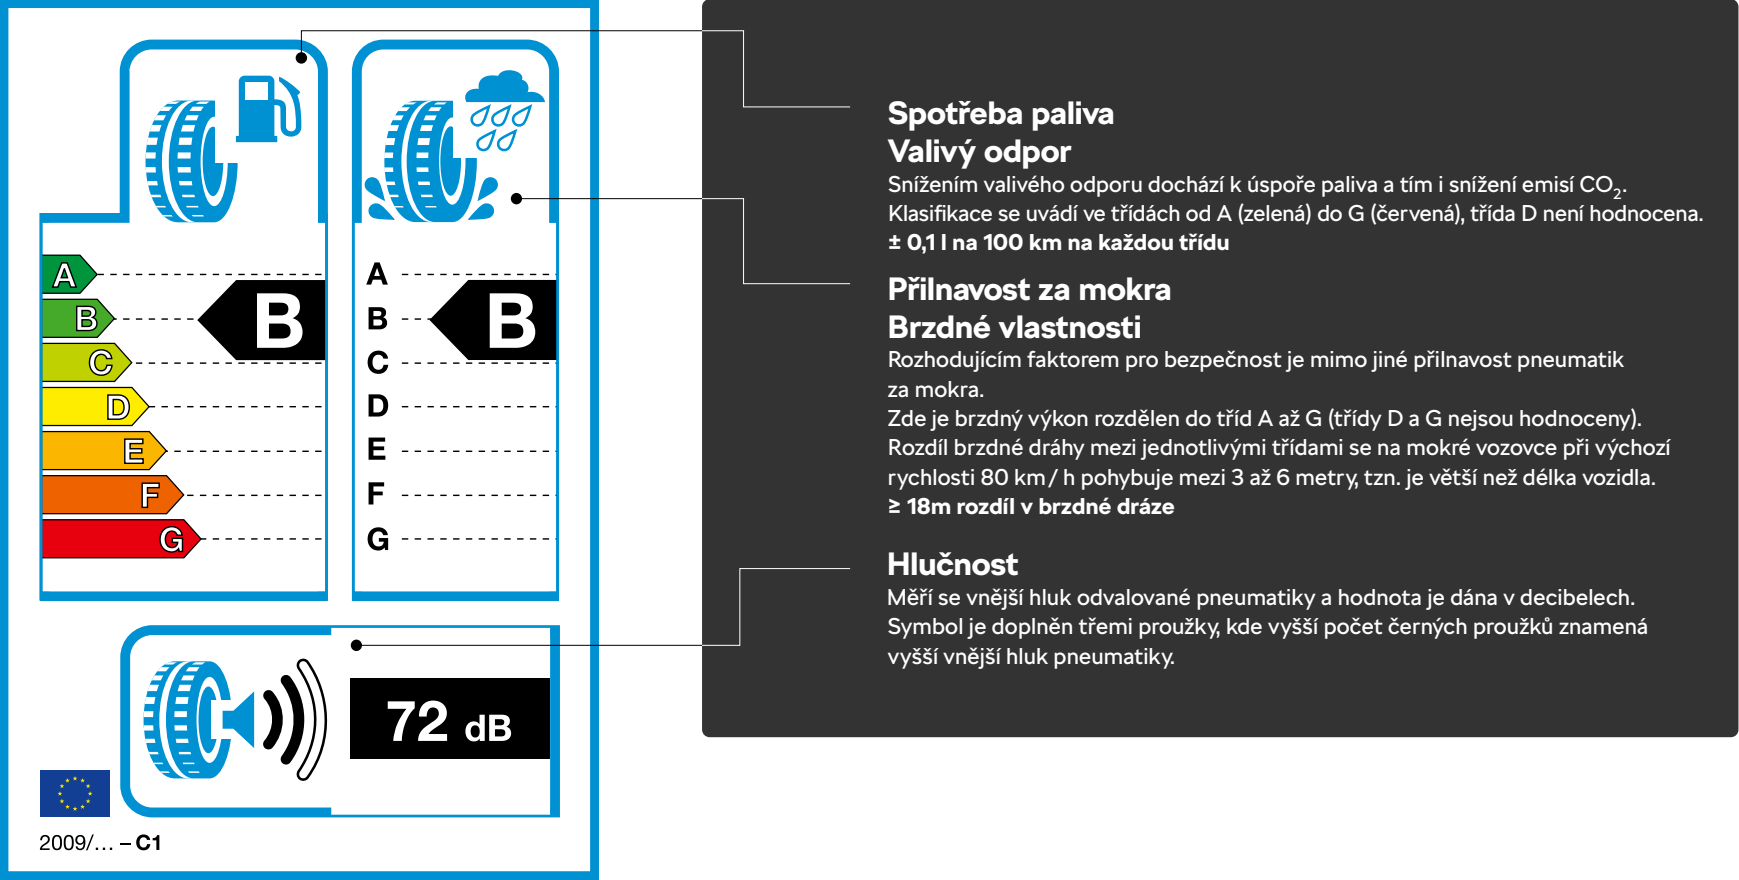 A
B
C
D
E
F
G
B
A
B
C
D
E
F
G
B
72 dB
2009/... – C1
Spotřeba paliva
Valivý odpor
Snížením valivého odporu dochází k úspoře paliva a tím i snížení emisí CO₂.
Klasifikace se uvádí ve třídách od A (zelená) do G (červená), třída D není hodnocena.
± 0,1 l na 100 km na každou třídu
Přilnavost za mokra
Brzdné vlastnosti
Rozhodujícím faktorem pro bezpečnost je mimo jiné přilnavost pneumatik
za mokra.
Zde je brzdný výkon rozdělen do tříd A až G (třídy D a G nejsou hodnoceny).
Rozdíl brzdné dráhy mezi jednotlivými třídami se na mokré vozovce při výchozí
rychlosti 80 km / h pohybuje mezi 3 až 6 metry, tzn. je větší než délka vozidla.
≥ 18m rozdíl v brzdné dráze
Hlučnost
Měří se vnější hluk odvalované pneumatiky a hodnota je dána v decibelech.
Symbol je doplněn třemi proužky, kde vyšší počet černých proužků znamená
vyšší vnější hluk pneumatiky.